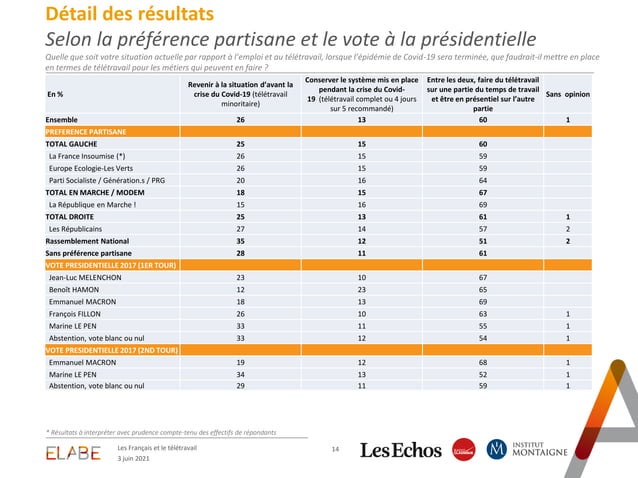 Détail des résultats
Selon la préférence partisane et le vote à la présidentielle
Quelle que soit votre situation actuelle par rapport à l'emploi et au télétravail, lorsque l'épidémie de Covid-19 sera terminée, que faudrait-il mettre en place
en termes de télétravail pour les métiers qui peuvent en faire ?
En %
Revenir à la situation d'avant la
crise du Covid-19 (télétravail
minoritaire)
Conserver le système mis en place
pendant la crise du Covid-
19 (télétravail complet ou 4 jours
sur 5 recommandé)
Entre les deux, faire du télétravail
sur une partie du temps de travail
et être en présentiel sur l'autre
partie
Sans opinion
Ensemble 26 13 60 1
PREFERENCE PARTISANE
TOTAL GAUCHE 25 15 60
La France Insoumise (*) 26 15 59
Europe Ecologie-Les Verts 26 15 59
Parti Socialiste / Génération.s / PRG 20 16 64
TOTAL EN MARCHE / MODEM 18 15 67
La République en Marche ! 15 16 69
TOTAL DROITE 25 13 61 1
Les Républicains 27 14 57 2
Rassemblement National 35 12 51 2
Sans préférence partisane 28 11 61
VOTE PRESIDENTIELLE 2017 (1ER TOUR)
Jean-Luc MELENCHON 23 10 67
Benoît HAMON 12 23 65
Emmanuel MACRON 18 13 69
François FILLON 26 10 63 1
Marine LE PEN 33 11 55 1
Abstention, vote blanc ou nul 33 12 54 1
VOTE PRESIDENTIELLE 2017 (2ND TOUR)
Emmanuel MACRON 19 12 68 1
Marine LE PEN 34 13 52 1
Abstention, vote blanc ou nul 29 11 59 1
* Résultats à interpréter avec prudence compte-tenu des effectifs de répondants
ELABE
Les Français et le télétravail
3 juin 2021
14
LesEchos
RADIO CLASSIQUE
M
INSTITUT
MONTAIGNE